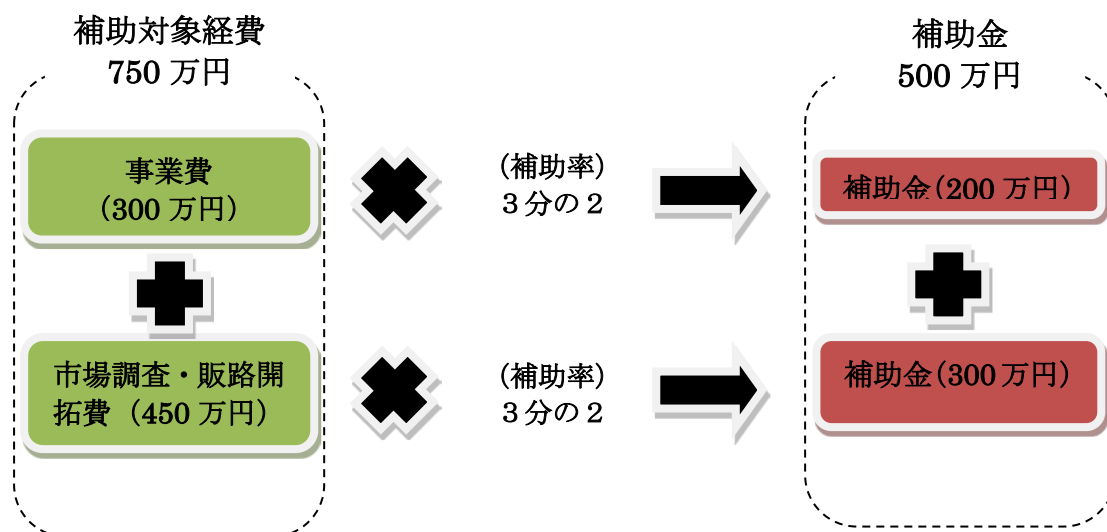 補助対象経費
750 万円
補助金
500 万円
事業費
(300 万円)
(補助率)
3分の2
補助金(200 万円)
市場調査・販路開
拓費 (450 万円)
(補助率)
3分の2
補助金(300 万円)